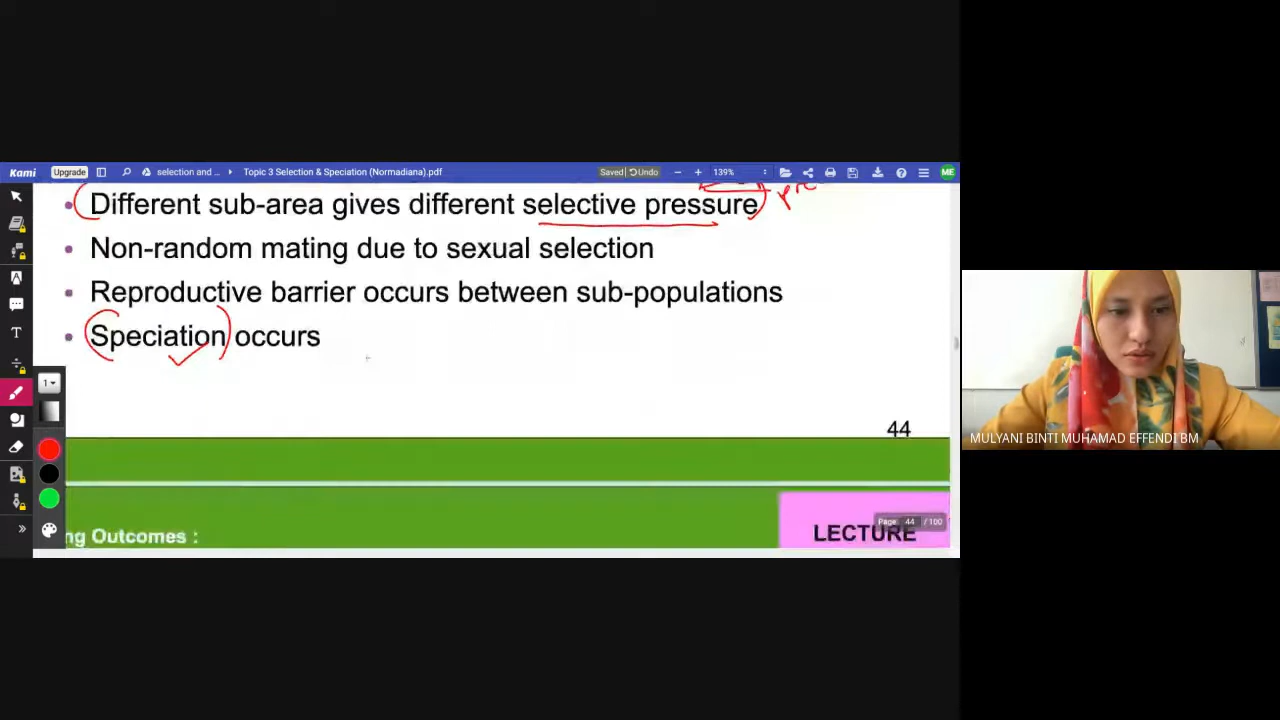 Kami Upgrade selection and ... Topic 3 Selection & Speciation (Normadiana).pdf Saved Undo 139% ME
• Different sub-area gives different selective pressure
• Non-random mating due to sexual selection
• Reproductive barrier occurs between sub-populations
• Speciation occurs
1
44
MULYANI BINTI MUHAMAD EFFENDI BM
Page 44 / 100
ng Outcomes :
LECTURE